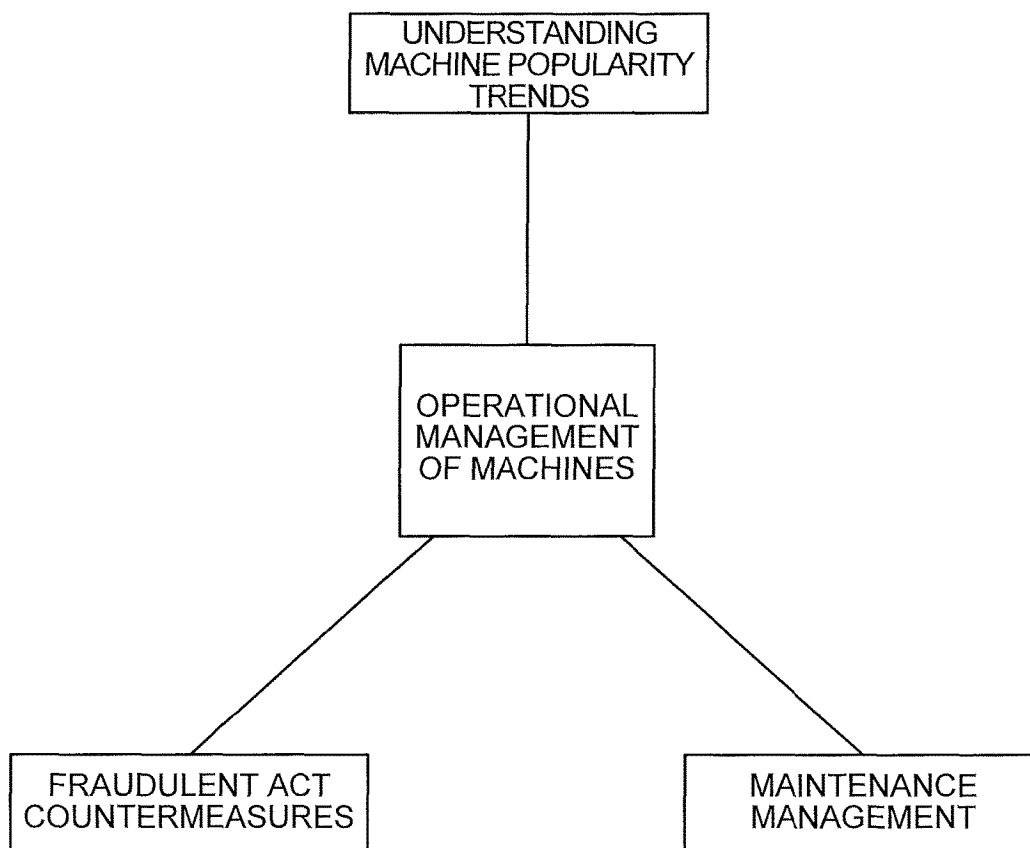 UNDERSTANDING
MACHINE POPULARITY
TRENDS
OPERATIONAL
MANAGEMENT
OF MACHINES
FRAUDULENT ACT
COUNTERMEASURES
MAINTENANCE
MANAGEMENT